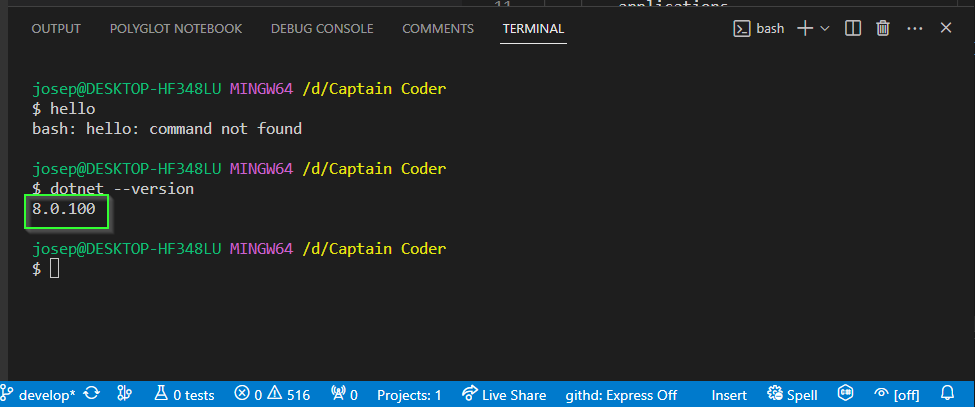 11 applications
OUTPUT POLYGLOT NOTEBOOK DEBUG CONSOLE COMMENTS TERMINAL bash
josep@DESKTOP-HF348LU MINGW64 /d/Captain Coder
$ hello
bash: hello: command not found
josep@DESKTOP-HF348LU MINGW64 /d/Captain Coder
$ dotnet --version
8.0.100
josep@DESKTOP-HF348LU MINGW64 /d/Captain Coder
$
develop* 0 tests 0 516 0 Projects: 1 Live Share githd: Express Off Insert Spell [off]